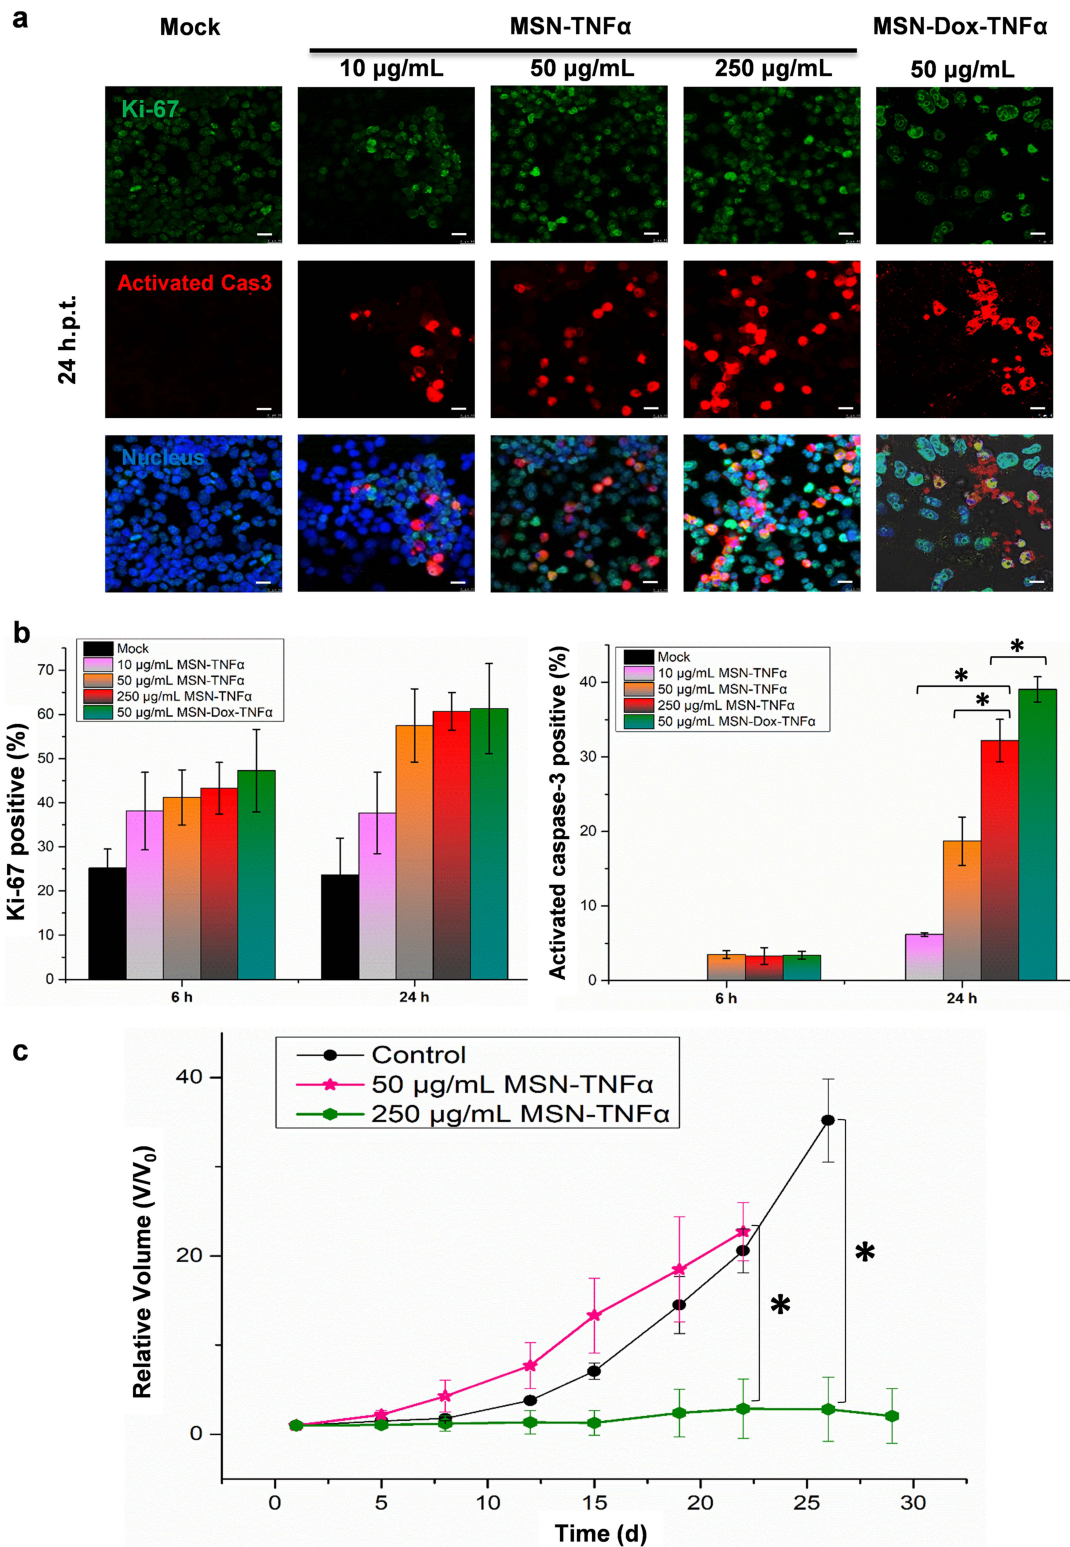 a
Mock
MSN-TNFα
MSN-Dox-TNFα
10 µg/mL
50 µg/mL
250 µg/mL
50 µg/mL
Ki-67
Activated Cas3
24 h.p.t.
Nucleus
b
Ki-67 positive (%)
70
60
50
40
30
20
10
0
Mock
10 µg/mL MSN-TNFα
50 µg/mL MSN-TNFα
250 µg/mL MSN-TNFα
50 µg/mL MSN-Dox-TNFα
6 h
24 h
Activated caspase-3 positive (%)
40
30
20
10
0
Mock
10 µg/mL MSN-TNFα
50 µg/mL MSN-TNFα
250 µg/mL MSN-TNFα
50 µg/mL MSN-Dox-TNFα
*
*
*
6 h
24 h
c
Relative Volume (V/V0)
40
20
0
Control
50 µg/mL MSN-TNFα
250 µg/mL MSN-TNFα
*
*
0
5
10
15
20
25
30
Time (d)